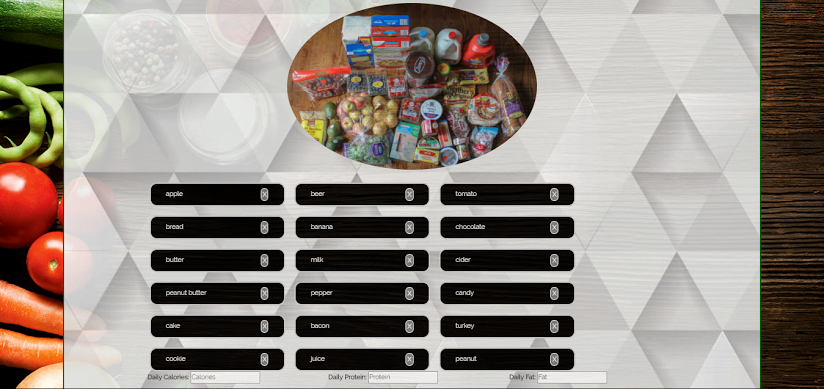 apple X beer X tomato X
bread X banana X chocolate X
butter X milk X cider X
peanut butter X pepper X candy X
cake X bacon X turkey X
cookie X juice X peanut X
Daily Calories: Calories Daily Protein: Protein Daily Fat: Fat